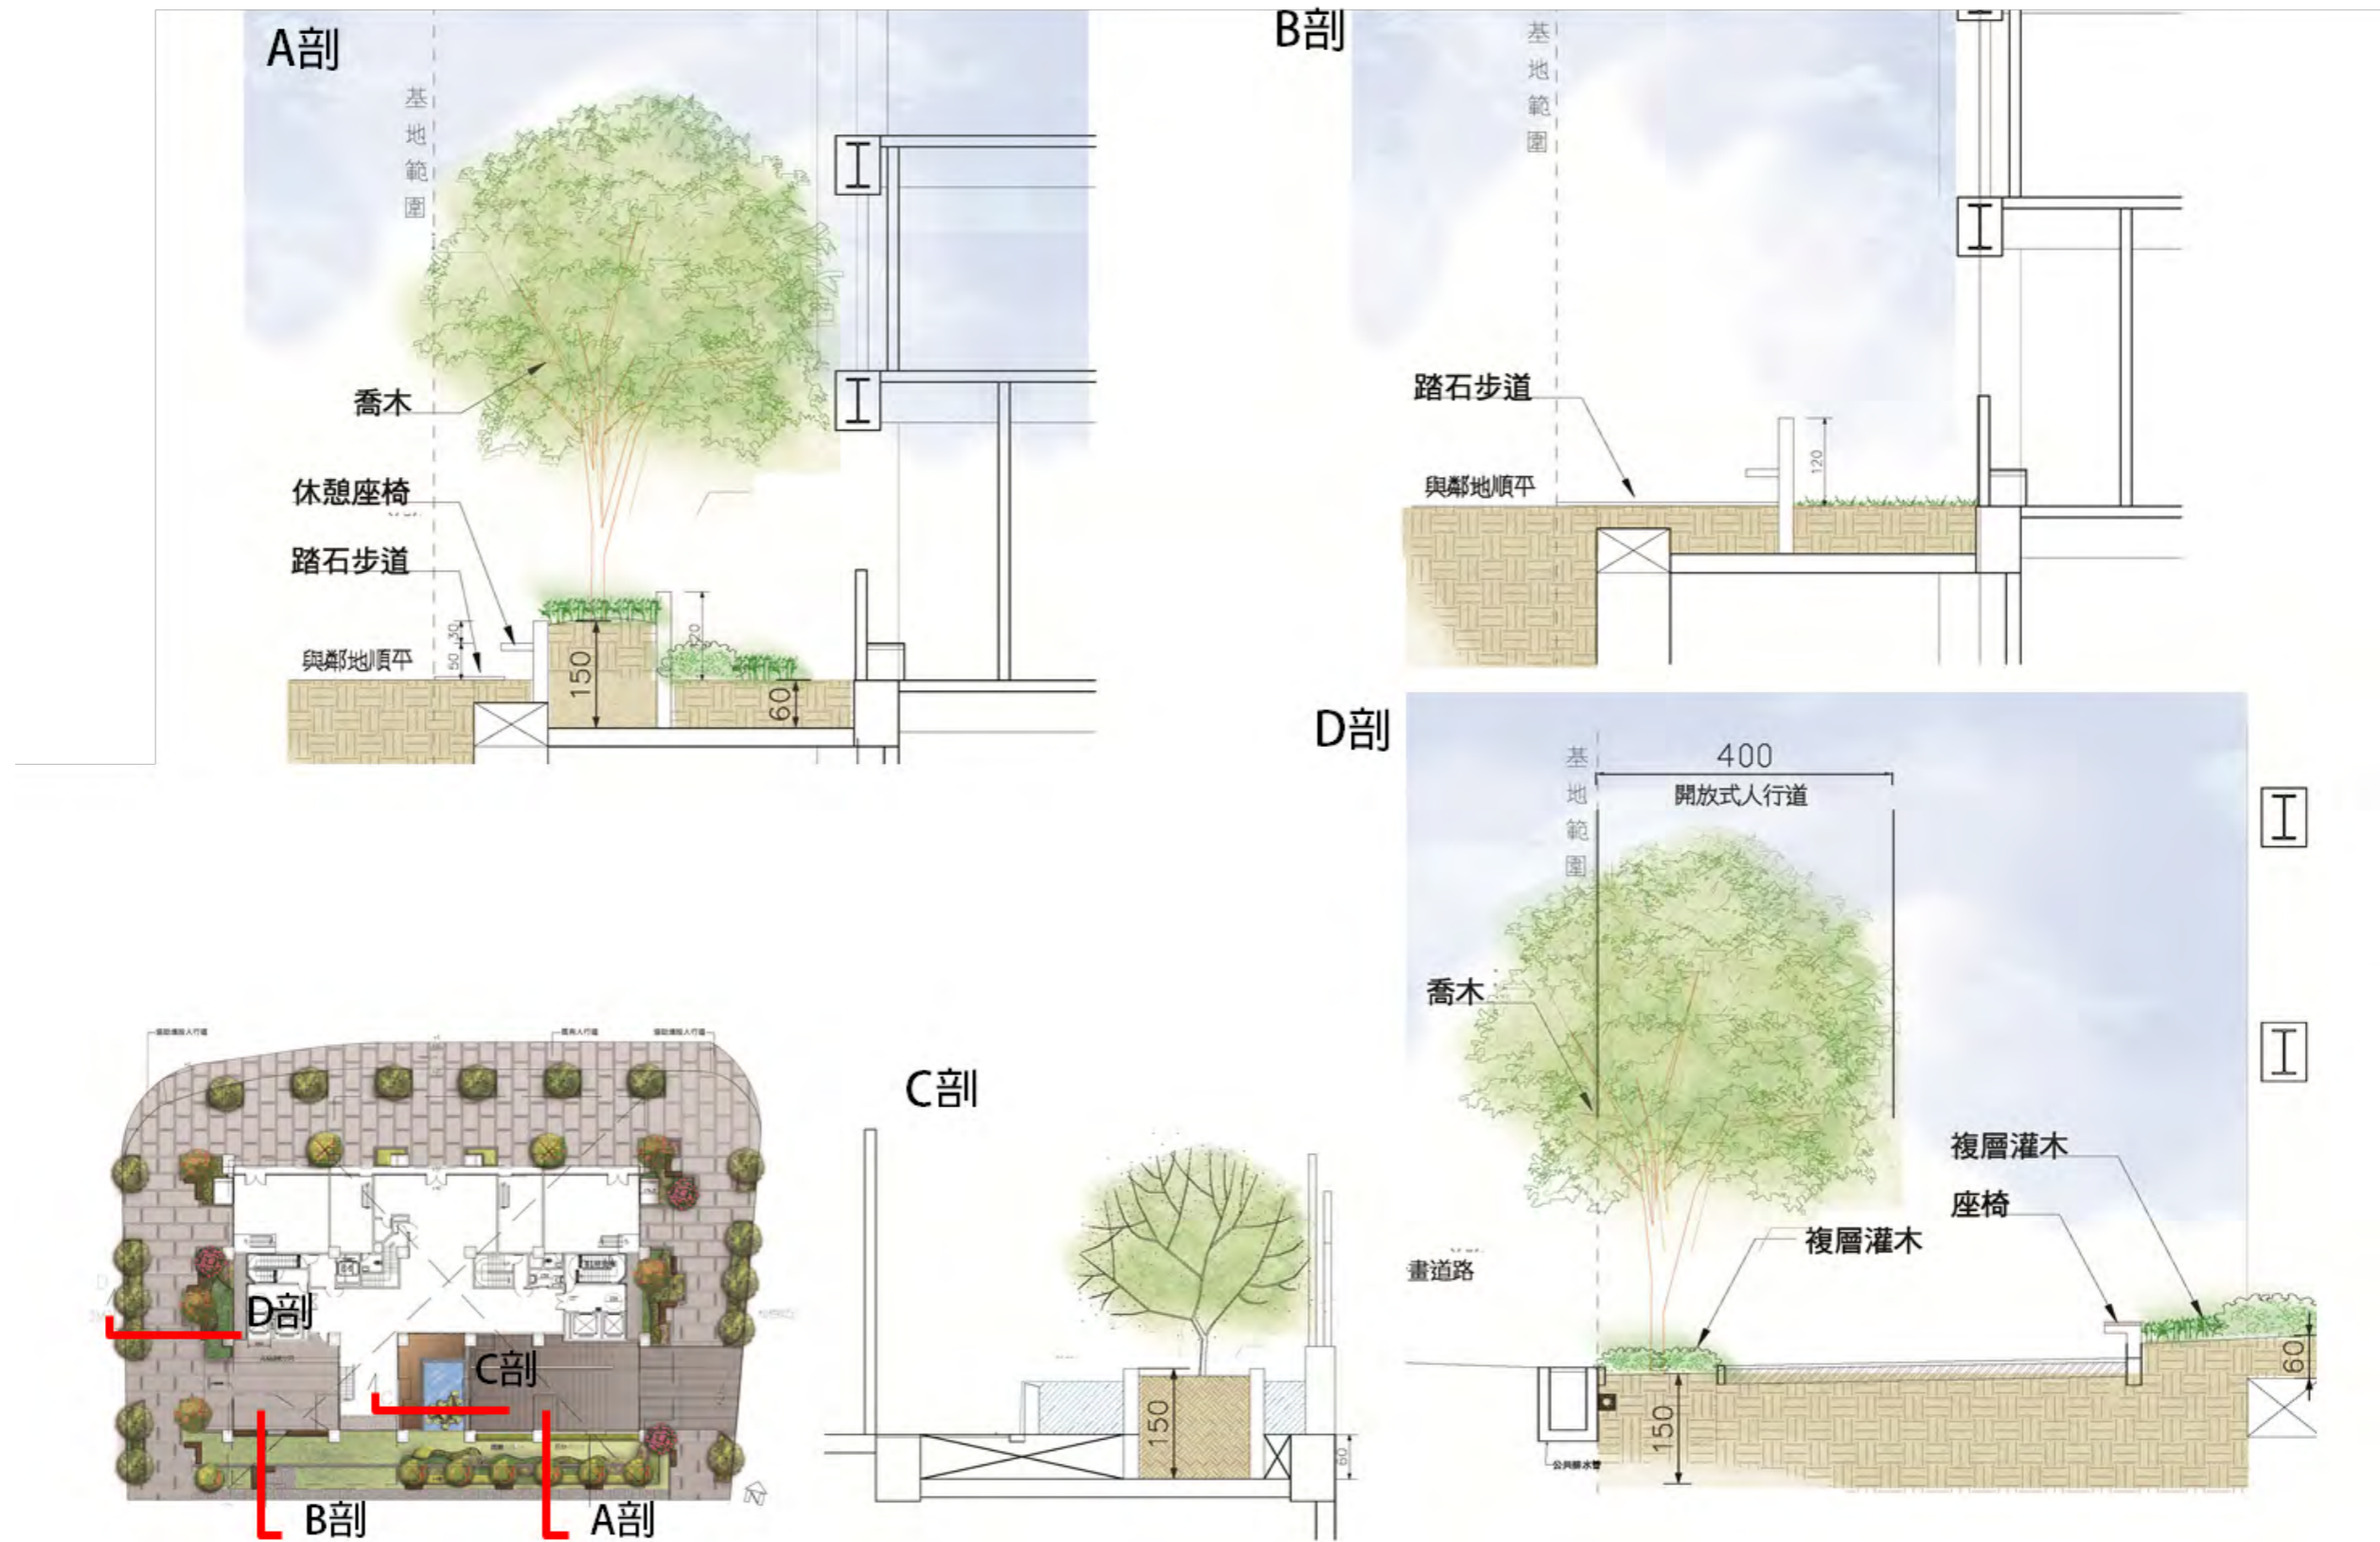 A剖
基地範圍
喬木
休憩座椅
踏石步道
30
50
與鄰地順平
150
20
60
B剖
基地範圍
踏石步道
120
與鄰地順平
D剖
基地範圍
400
開放式人行道
喬木
複層灌木
座椅
複層灌木
畫道路
150
60
公共排水管
C剖
150
60
D剖
C剖
B剖
A剖
N